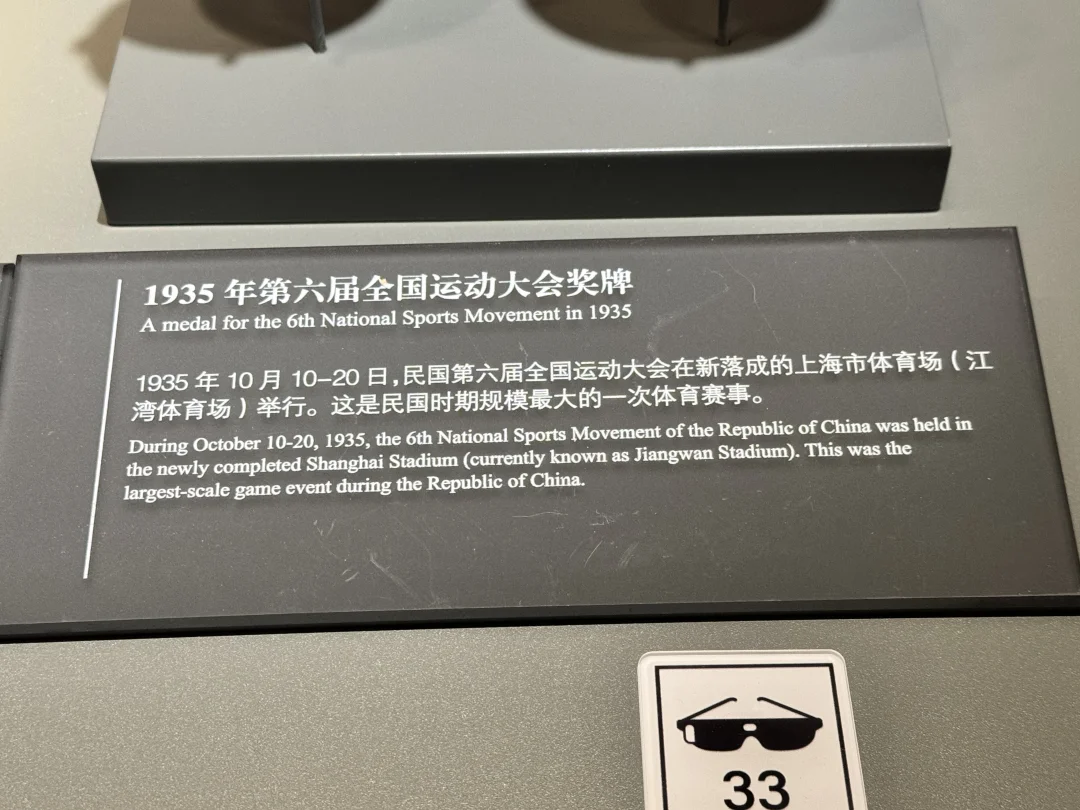 1935 年第六届全国运动大会奖牌
A medal for the 6th National Sports Movement in 1935
1935 年 10 月 10–20 日,民国第六届全国运动大会在新落成的上海市体育场（江
湾体育场）举行。这是民国时期规模最大的一次体育赛事。
During October 10-20, 1935, the 6th National Sports Movement of the Republic of China was held in
the newly completed Shanghai Stadium (currently known as Jiangwan Stadium). This was the
largest-scale game event during the Republic of China.
33